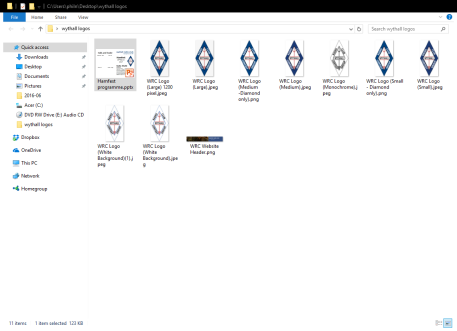 C:\Users\philn\Desktop\wythall logos
File Home Share View
wythall logos
Search wythall logos
Quick access
Downloads
Desktop
Documents
Pictures
2016-06
Acer (C:)
DVD RW Drive (E:) Audio CD
wythall logos
Dropbox
OneDrive
This PC
Network
Homegroup
Hamfest
programme.pptx
WRC Logo
(Large) 1200
pixel.jpeg
WRC Logo
(Large).jpeg
WRC Logo
(Medium
-Diamond
only).png
WRC Logo
(Medium).jpeg
WRC Logo
(Monochrome).j
peg
WRC Logo (Small -
Diamond
only).png
WRC Logo
(Small).jpeg
WRC Logo
(White
Background)(1).j
peg
WRC Logo
(White
Background).jpe
g
WRC Website
Header.png
11 items 1 item selected 123 KB